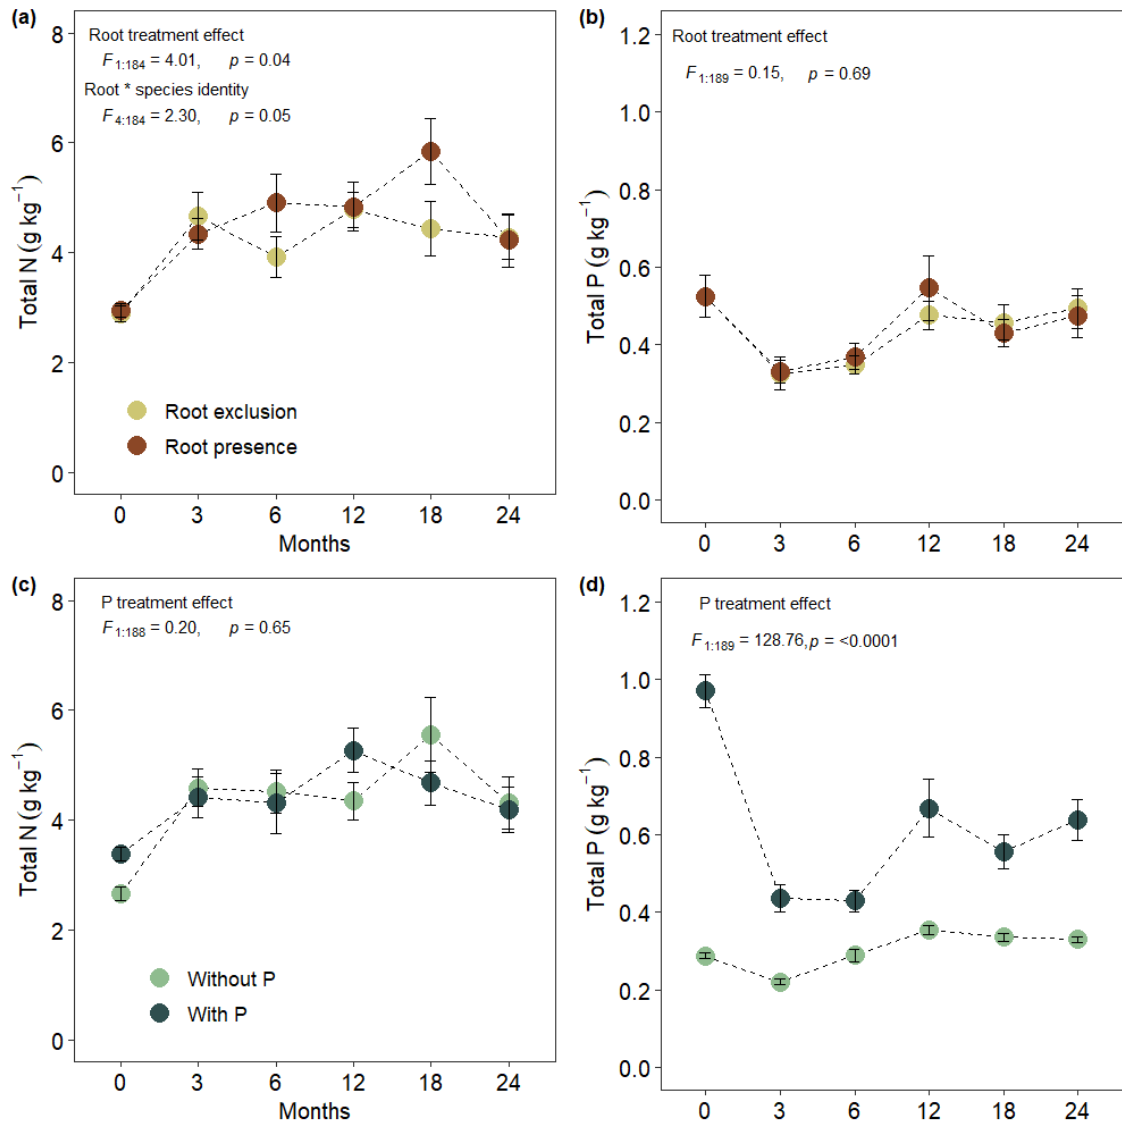 (a)
Root treatment effect
F1:184 = 4.01, p = 0.04
Root * species identity
F4:184 = 2.30, p = 0.05
Total N (g kg−1)
8
6
4
2
0
Root exclusion
Root presence
0 3 6 12 18 24
Months
(b)
Root treatment effect
F1:189 = 0.15, p = 0.69
Total P (g kg−1)
1.2
1.0
0.8
0.6
0.4
0.2
0.0
0 3 6 12 18 24
(c)
P treatment effect
F1:188 = 0.20, p = 0.65
Total N (g kg−1)
8
6
4
2
0
Without P
With P
0 3 6 12 18 24
Months
(d)
P treatment effect
F1:189 = 128.76, p = <0.0001
Total P (g kg−1)
1.2
1.0
0.8
0.6
0.4
0.2
0.0
0 3 6 12 18 24